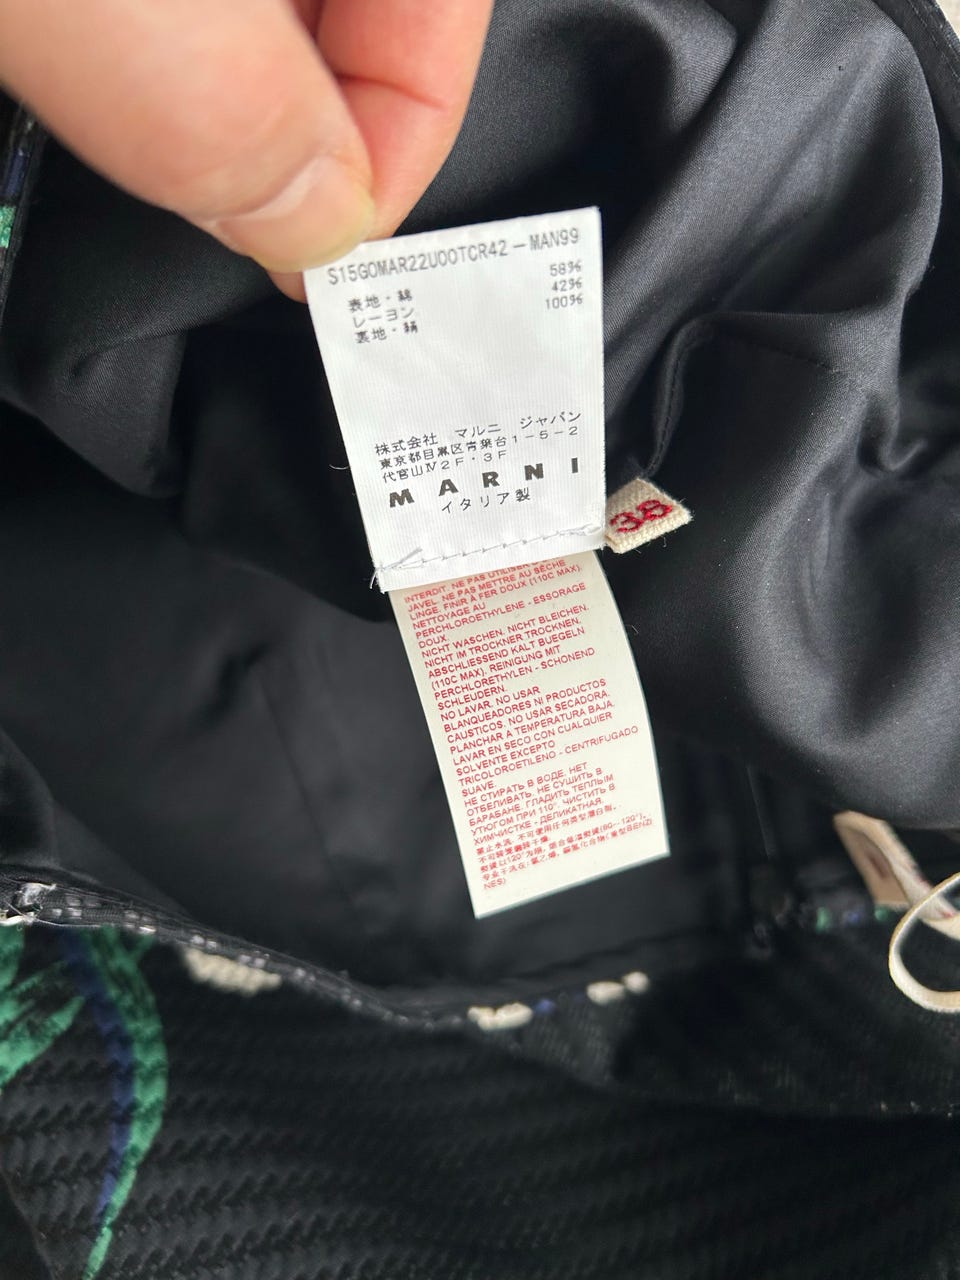 S15GOMAR22U00TCR42-MAN99
表地・綿 58%
レーヨン 42%
裏地・絹 100%
株式会社 マルニ ジャパン
東京都目黒区青葉台1-5-2
代官山Ⅳ2F・3F
MARNI
イタリア製
38
INTERDIT. NE PAS UTILISER
JAVEL. NE PAS METTRE AU SÈCHE
LINGE. FINIR A FER DOUX (110C MAX).
NETTOYAGE AU
PERCHLOROETHYLENE - ESSORAGE
DOUX.
NICHT WASCHEN. NICHT BLEICHEN.
NICHT IM TROCKNER TROCKNEN.
ABSCHLIESSEND KALT BUEGELN
(110C MAX). REINIGUNG MIT
PERCHLORETHYLEN - SCHONEND
SCHLEUDERN.
NO LAVAR. NO USAR
BLANQUEADORES NI PRODUCTOS
CAUSTICOS. NO USAR SECADORA.
PLANCHAR A TEMPERATURA BAJA.
LAVAR EN SECO CON CUALQUIER
SOLVENTE EXCEPTO
TRICOLOROETILENO - CENTRIFUGADO
SUAVE.
НЕ СТИРАТЬ В ВОДЕ. НЕТ
ОТБЕЛИВАТЬ. НЕ СУШИТЬ В
БАРАБАНЕ. ГЛАДИТЬ ТЕПЛЫМ
УТЮГОМ ПРИ 110°. ЧИСТИТЬ В
ХИМЧИСТКЕ - ДЕЛИКАТНАЯ.
NES)